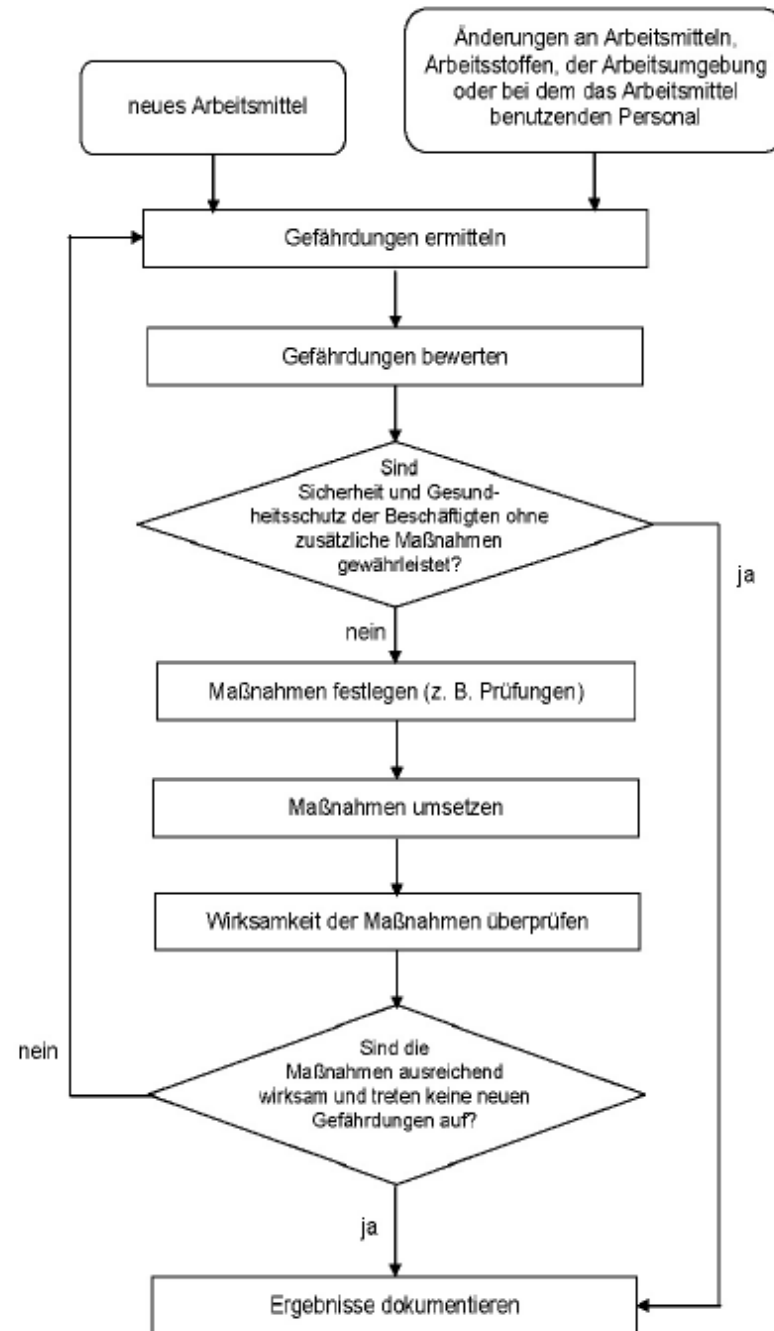 Änderungen an Arbeitsmitteln,
Arbeitsstoffen, der Arbeitsumgebung
oder bei dem das Arbeitsmittel
benutzenden Personal
neues Arbeitsmittel
Gefährdungen ermitteln
Gefährdungen bewerten
Sind
Sicherheit und Gesund-
heitsschutz der Beschäftigten ohne
zusätzliche Maßnahmen
gewährleistet?
ja
nein
Maßnahmen festlegen (z. B. Prüfungen)
Maßnahmen umsetzen
Wirksamkeit der Maßnahmen überprüfen
nein
Sind die
Maßnahmen ausreichend
wirksam und treten keine neuen
Gefährdungen auf?
ja
Ergebnisse dokumentieren